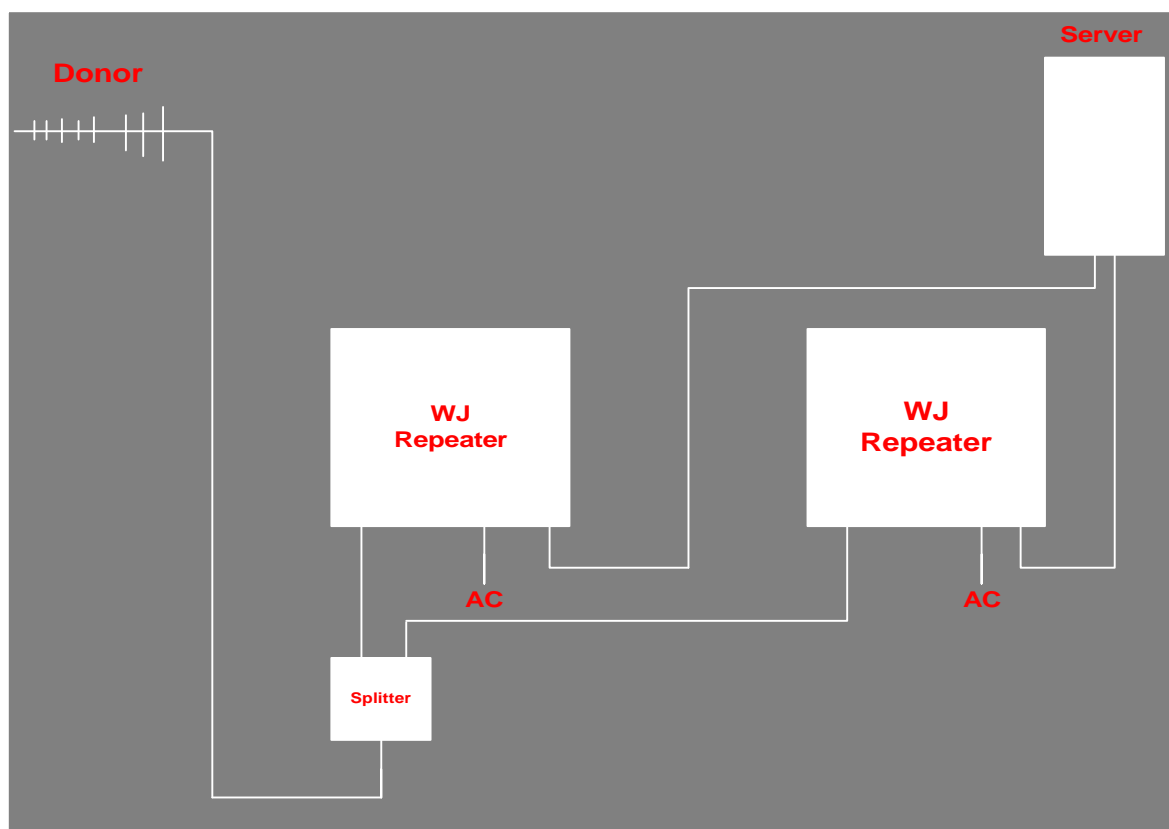 Server
Donor
WJ
Repeater
WJ
Repeater
AC
AC
Splitter